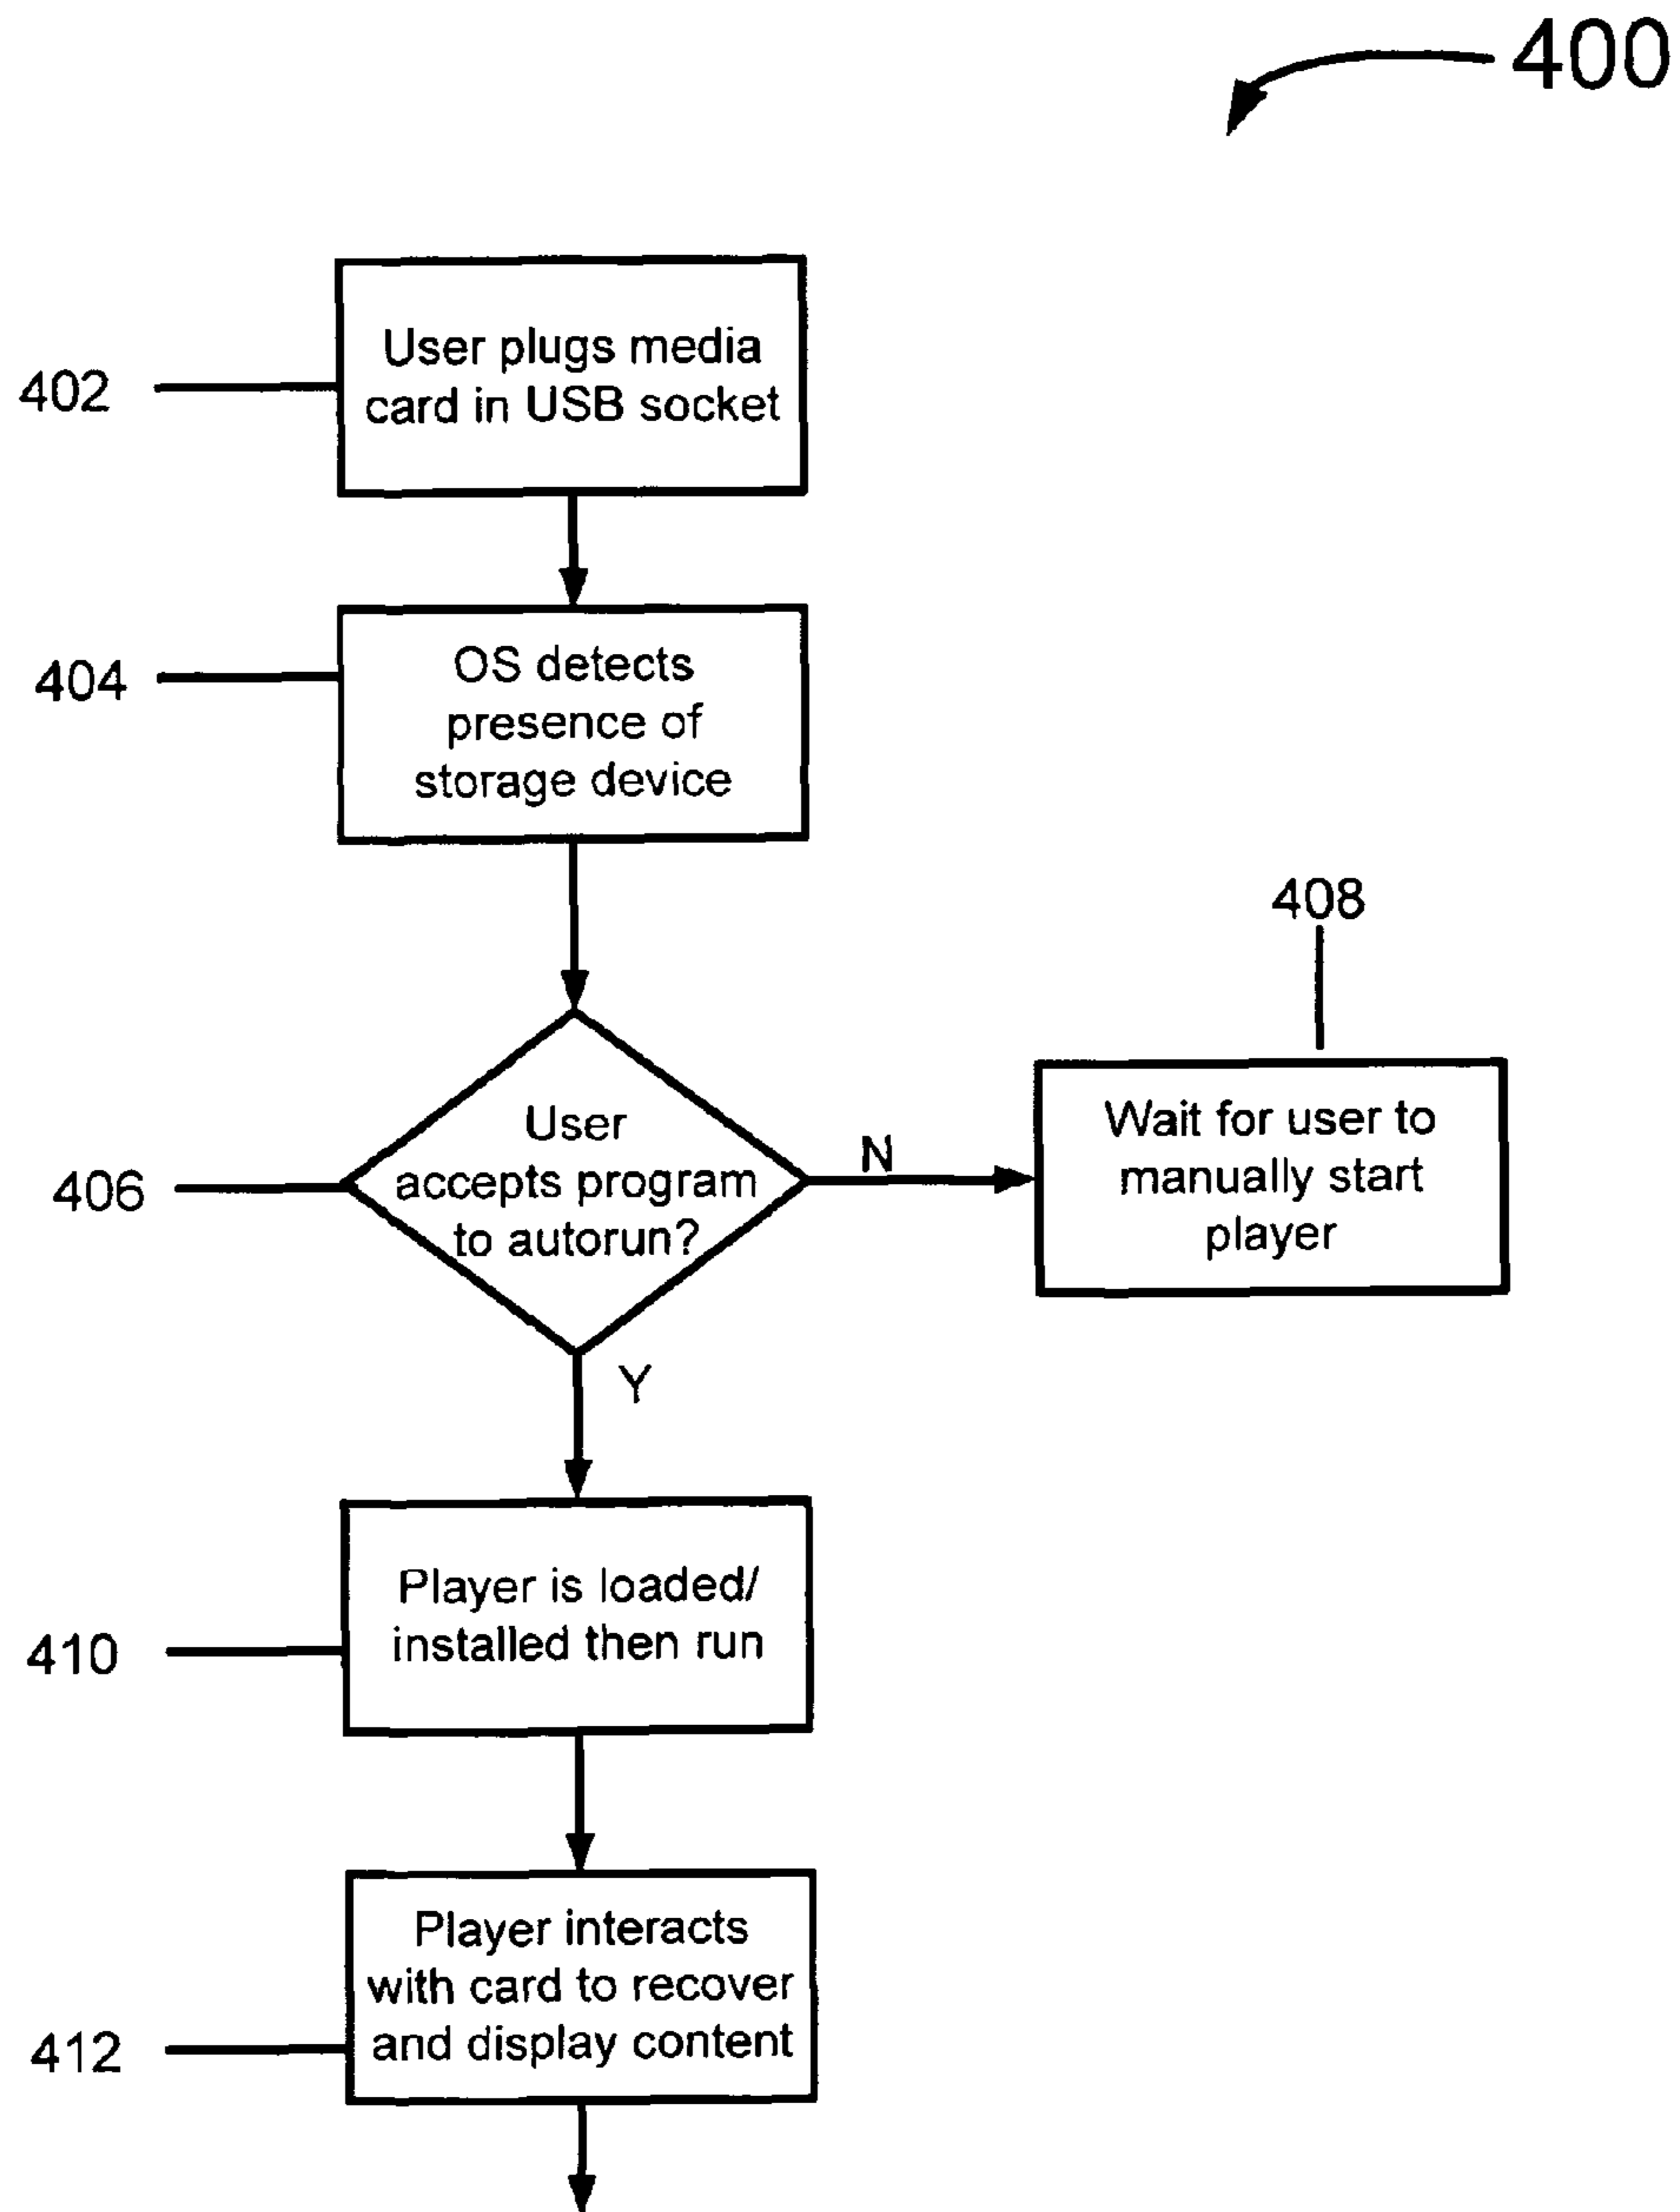 400
402
User plugs media
card in USB socket
404
OS detects
presence of
storage device
408
406
User
accepts program
to autorun?
N
Wait for user to
manually start
player
Y
410
Player is loaded/
installed then run
412
Player interacts
with card to recover
and display content